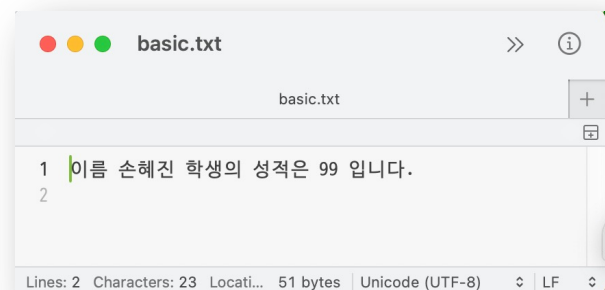 basic.txt
basic.txt
1 이름 손혜진 학생의 성적은 99 입니다.
2
Lines: 2 Characters: 23 Locati... 51 bytes Unicode (UTF-8) LF